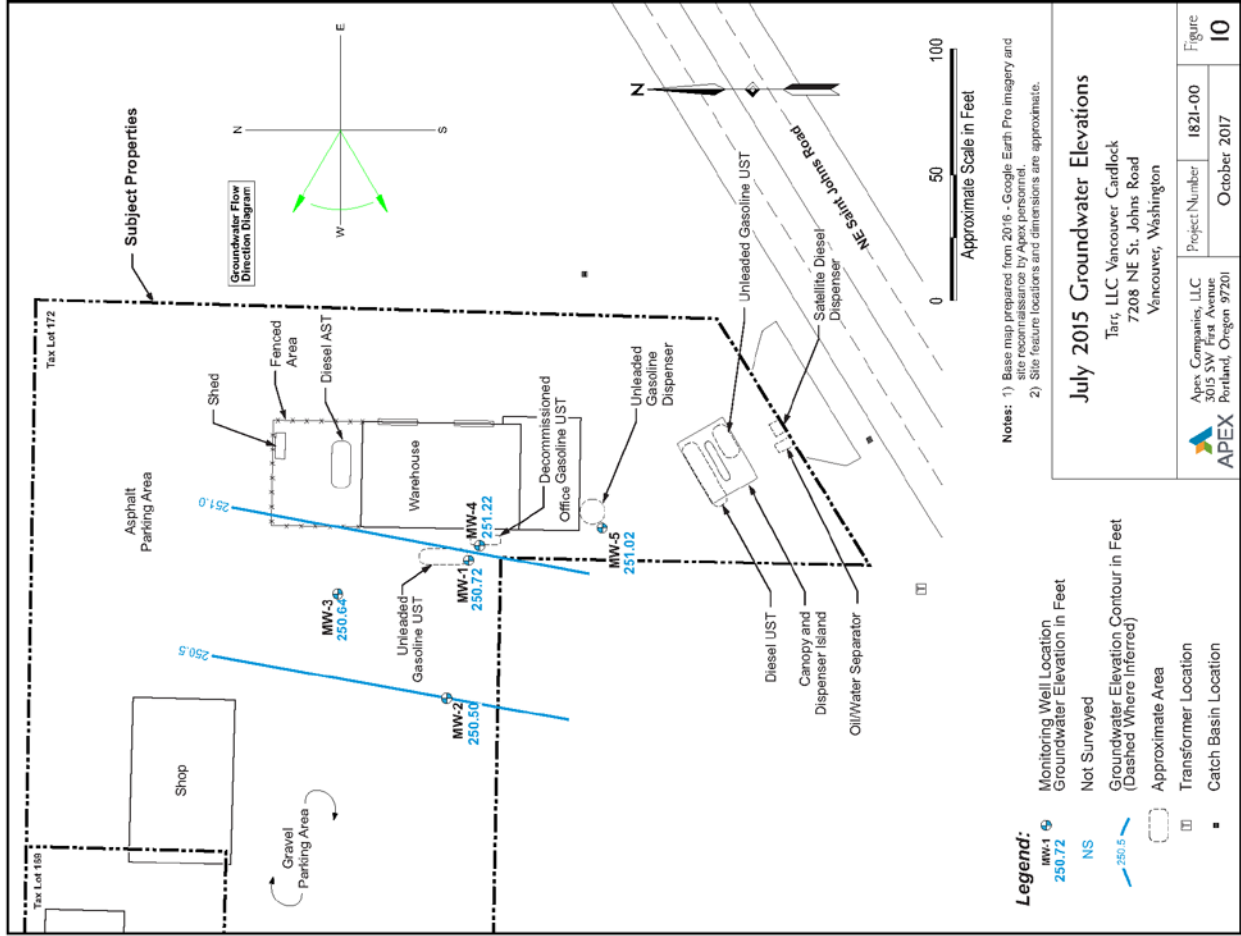 Tax Lot 169
Tax Lot 172
Subject Properties
Groundwater Flow
Direction Diagram
N
E
S
W
Shop
Gravel
Parking Area
Asphalt
Parking Area
Shed
Fenced
Area
Diesel AST
Warehouse
Office
Decommissioned
Gasoline UST
Unleaded
Gasoline UST
Unleaded
Gasoline
Dispenser
250.5
251.0
MW-3
250.64
MW-2
250.50
MW-1
250.72
MW-4
251.22
MW-5
251.02
Diesel UST
Canopy and
Dispenser Island
Oil/Water Separator
Unleaded Gasoline UST
Satellite Diesel
Dispenser
NE Saint Johns Road
T
N
0
50
100
Approximate Scale in Feet
Legend:
MW-1
250.72
Monitoring Well Location
Groundwater Elevation in Feet
NS
Not Surveyed
250.5
Groundwater Elevation Contour in Feet
(Dashed Where Inferred)
Approximate Area
T
Transformer Location
Catch Basin Location
Notes: 1) Base map prepared from 2016 - Google Earth Pro imagery and
site reconnaissance by Apex personnel.
2) Site feature locations and dimensions are approximate.
July 2015 Groundwater Elevations
Tarr, LLC Vancouver Cardlock
7208 NE St. Johns Road
Vancouver, Washington
APEX
Apex Companies, LLC
3015 SW First Avenue
Portland, Oregon 97201
Project Number
1821-00
October 2017
Figure
10